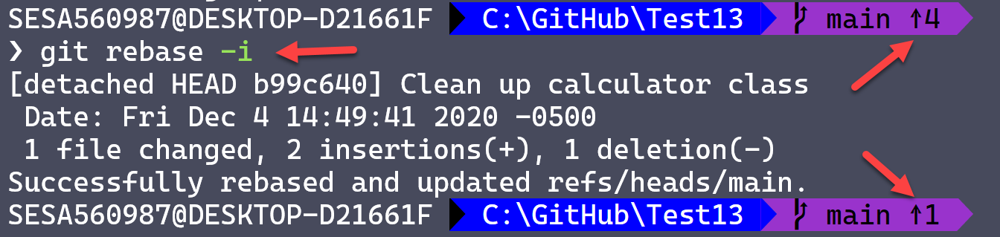 SESA560987@DESKTOP-D21661F C:\GitHub\Test13 main ↑4
❯ git rebase -i
[detached HEAD b99c640] Clean up calculator class
Date: Fri Dec 4 14:49:41 2020 -0500
1 file changed, 2 insertions(+), 1 deletion(-)
Successfully rebased and updated refs/heads/main.
SESA560987@DESKTOP-D21661F C:\GitHub\Test13 main ↑1